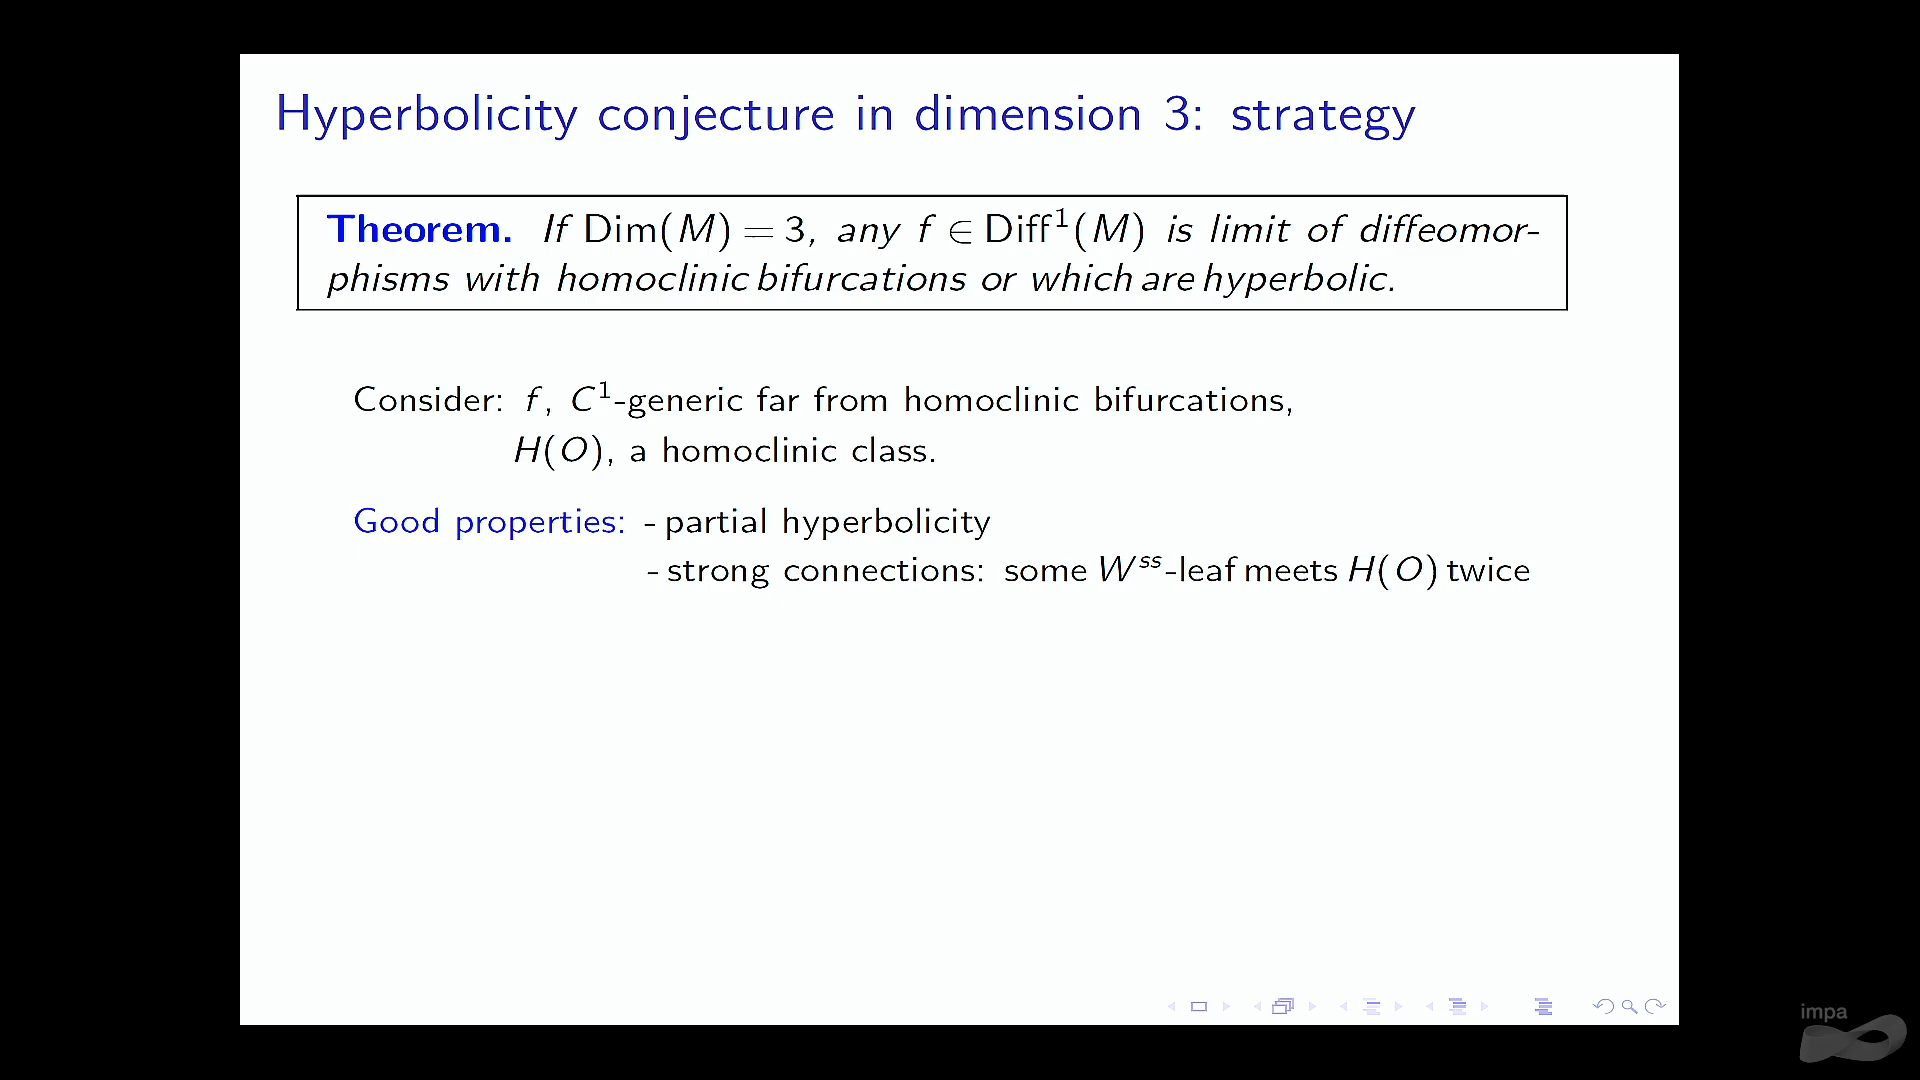 Hyperbolicity conjecture in dimension 3: strategy
Theorem. If Dim(M) = 3, any f ∈ Diff¹(M) is limit of diffeomor-
phisms with homoclinic bifurcations or which are hyperbolic.
Consider: f, C¹-generic far from homoclinic bifurcations,
H(O), a homoclinic class.
Good properties: - partial hyperbolicity
- strong connections: some Wˢˢ-leaf meets H(O) twice
impa